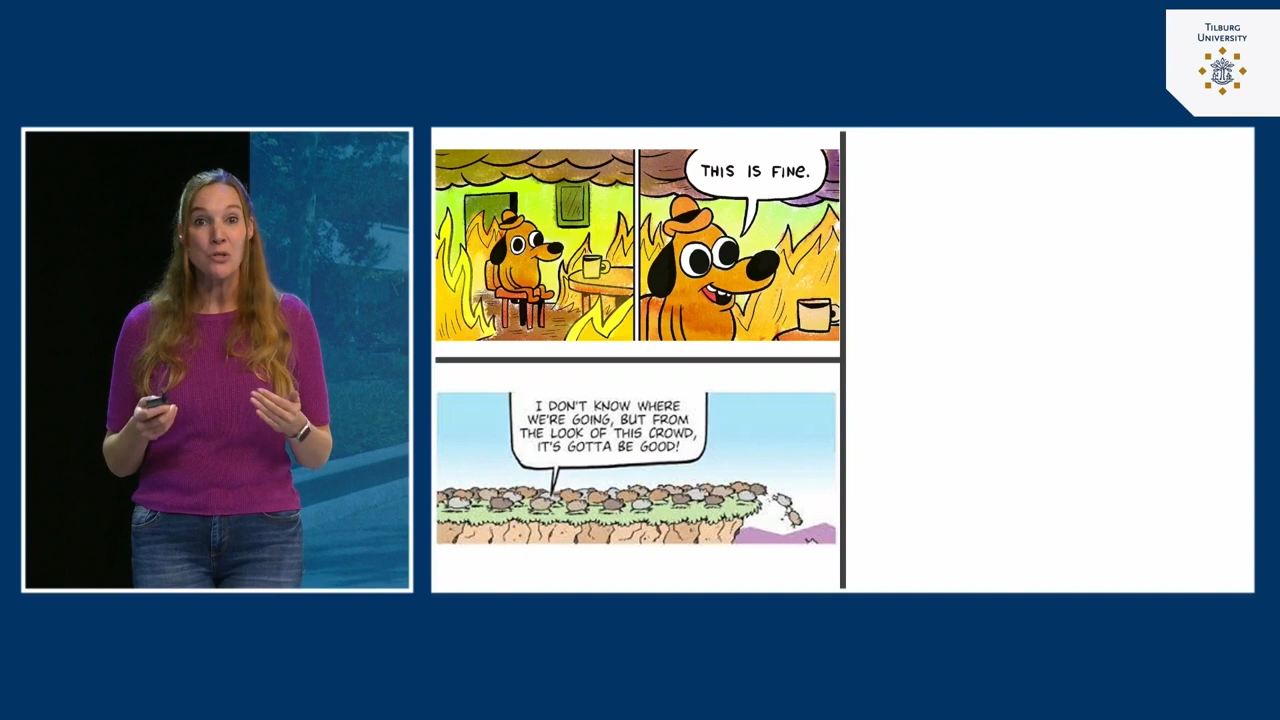 TILBURG
UNIVERSITY
THIS IS FINE.
I DON'T KNOW WHERE
WE'RE GOING, BUT FROM
THE LOOK OF THIS CROWD,
IT'S GOTTA BE GOOD!